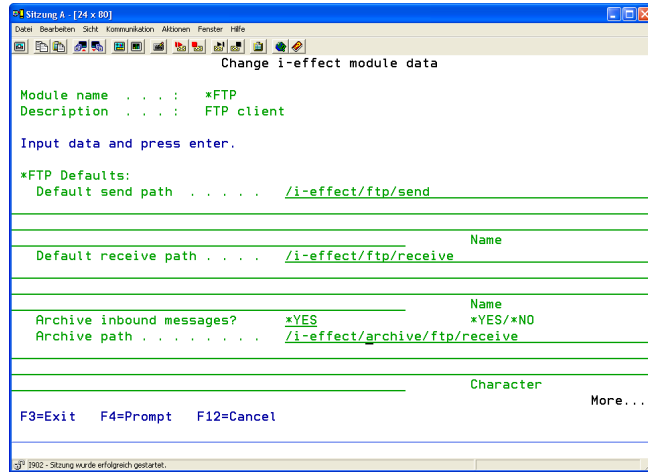 Sitzung A - [24 x 80]
Datei Bearbeiten Sicht Kommunikation Aktionen Fenster Hilfe
Change i-effect module data
Module name . . . : *FTP
Description . . . : FTP client
Input data and press enter.
*FTP Defaults:
Default send path . . . . . /i-effect/ftp/send
Name
Default receive path . . . . /i-effect/ftp/receive
Name
Archive inbound messages? *YES *YES/*NO
Archive path . . . . . . . . /i-effect/archive/ftp/receive
Character
More...
F3=Exit F4=Prompt F12=Cancel
I902 - Sitzung wurde erfolgreich gestartet.